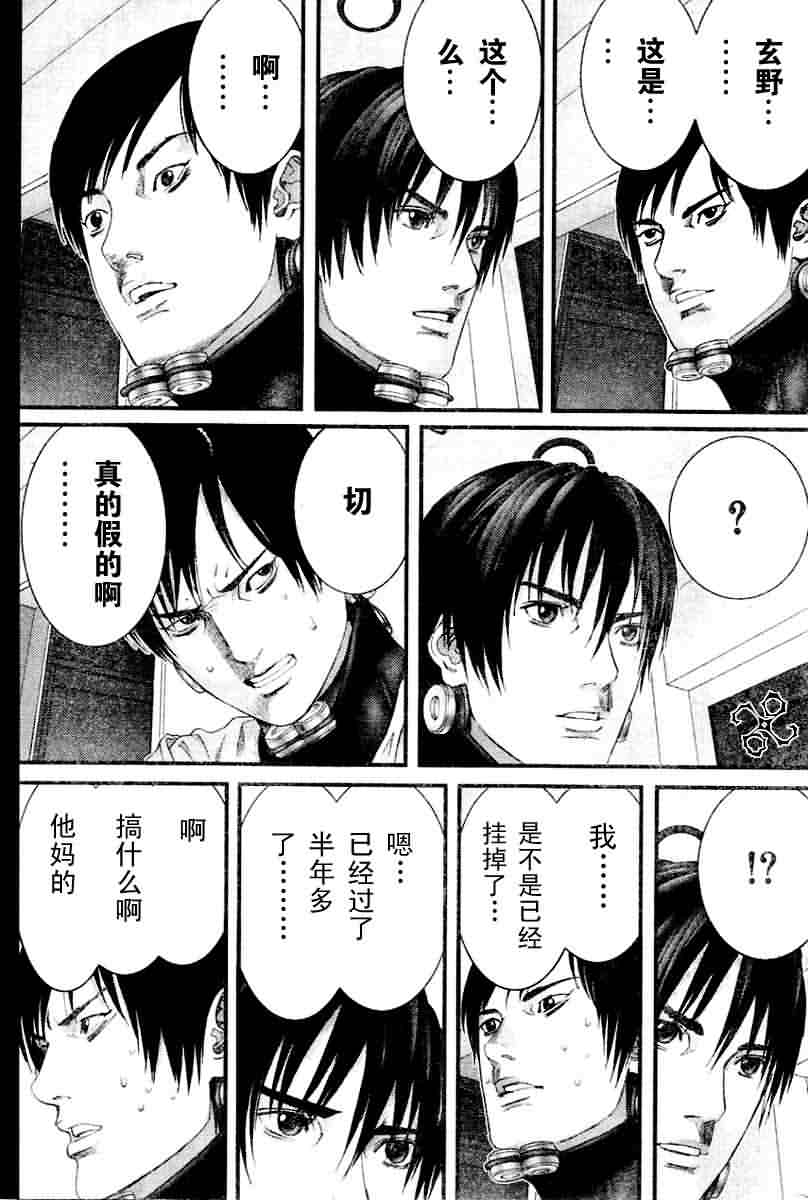 玄野
……
这是
…
这个…
么…
啊
……
?
切
真的假的啊
………
!?
我…
是不是已经
挂掉了…
嗯…
已经过了
半年多
了………
啊
搞什么啊
他妈的